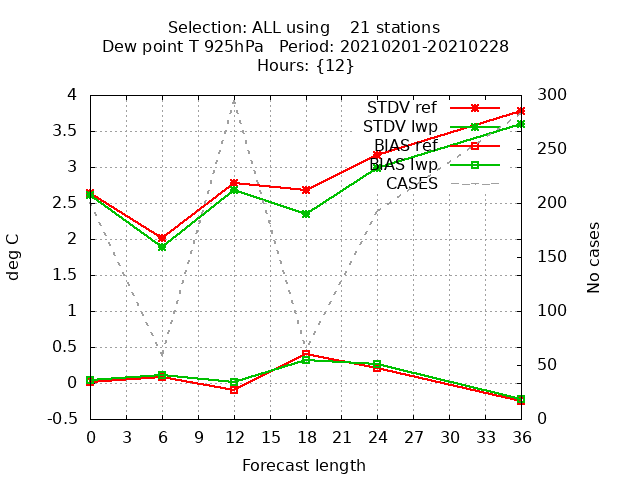 Selection: ALL using    21 stations
Dew point T 925hPa   Period: 20210201-20210228
Hours: {12}
4
3.5
3
2.5
2
1.5
1
0.5
0
-0.5
deg C
STDV ref
STDV lwp
BIAS ref
BIAS lwp
CASES
300
250
200
150
100
50
0
No cases
0 3 6 9 12 15 18 21 24 27 30 33 36
Forecast length